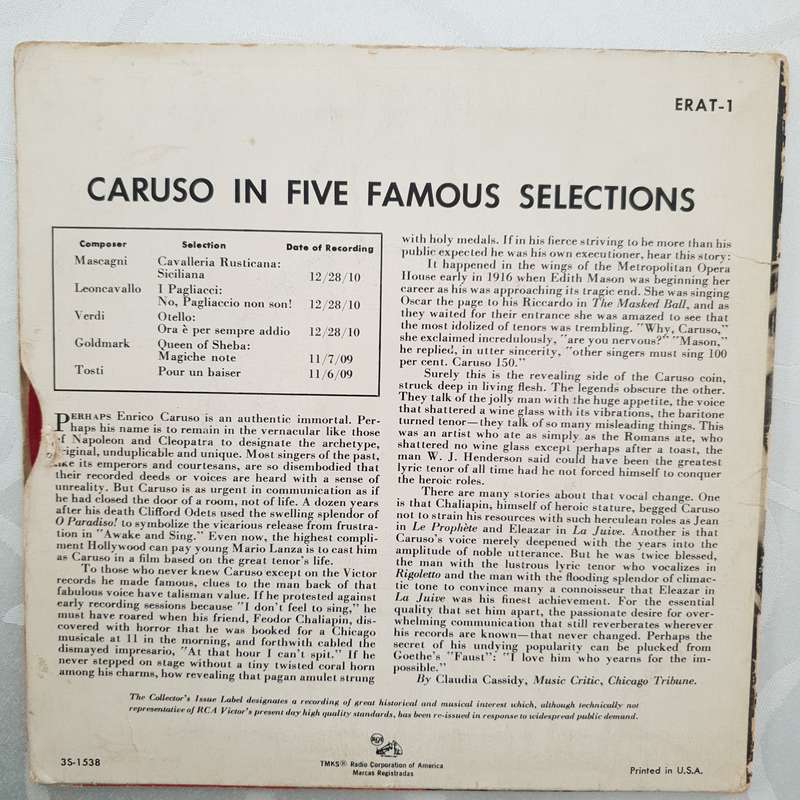 ERAT-1
CARUSO IN FIVE FAMOUS SELECTIONS
Composer Selection Date of Recording
Mascagni Cavalleria Rusticana:
Siciliana 12/28/10
Leoncavallo I Pagliacci:
No, Pagliaccio non son! 12/28/10
Verdi Otello:
Ora è per sempre addio 12/28/10
Goldmark Queen of Sheba:
Magiche note 11/7/09
Tosti Pour un baiser 11/6/09
PERHAPS Enrico Caruso is an authentic immortal. Per-
haps his name is to remain in the vernacular like those
of Napoleon and Cleopatra to designate the archetype,
original, unduplicable and unique. Most singers of the past,
like its emperors and courtesans, are so disembodied that
their recorded deeds or voices are heard with a sense of
unreality. But Caruso is as urgent in communication as if
he had closed the door of a room, not of life. A dozen years
after his death Clifford Odets used the swelling splendor of
O Paradiso! to symbolize the vicarious release from frustra-
tion in "Awake and Sing." Even now, the highest compli-
ment Hollywood can pay young Mario Lanza is to cast him
as Caruso in a film based on the great tenor's life.
To those who never knew Caruso except on the Victor
records he made famous, clues to the man back of that
fabulous voice have talisman value. If he protested against
early recording sessions because "I don't feel to sing," he
must have roared when his friend, Feodor Chaliapin, dis-
covered with horror that he was booked for a Chicago
musicale at 11 in the morning, and forthwith cabled the
dismayed impresario, "At that hour I can't spit." If he
never stepped on stage without a tiny twisted coral horn
among his charms, how revealing that pagan amulet strung
with holy medals. If in his fierce striving to be more than his
public expected he was his own executioner, hear this story:
It happened in the wings of the Metropolitan Opera
House early in 1916 when Edith Mason was beginning her
career as his was approaching its tragic end. She was singing
Oscar the page to his Riccardo in The Masked Ball, and as
they waited for their entrance she was amazed to see that
the most idolized of tenors was trembling. "Why, Caruso,"
she exclaimed incredulously, "are you nervous?" "Mason,"
he replied, in utter sincerity, "other singers must sing 100
per cent. Caruso 150."
Surely this is the revealing side of the Caruso coin,
struck deep in living flesh. The legends obscure the other.
They talk of the jolly man with the huge appetite, the voice
that shattered a wine glass with its vibrations, the baritone
turned tenor—they talk of so many misleading things. This
was an artist who ate as simply as the Romans ate, who
shattered no wine glass except perhaps after a toast, the
man W. J. Henderson said could have been the greatest
lyric tenor of all time had he not forced himself to conquer
the heroic roles.
There are many stories about that vocal change. One
is that Chaliapin, himself of heroic stature, begged Caruso
not to strain his resources with such herculean roles as Jean
in Le Prophète and Eleazar in La Juive. Another is that
Caruso's voice merely deepened with the years into the
amplitude of noble utterance. But he was twice blessed,
the man with the lustrous lyric tenor who vocalizes in
Rigoletto and the man with the flooding splendor of climac-
tic tone to convince many a connoisseur that Eleazar in
La Juive was his finest achievement. For the essential
quality that set him apart, the passionate desire for over-
whelming communication that still reverberates wherever
his records are known—that never changed. Perhaps the
secret of his undying popularity can be plucked from
Goethe's "Faust": "I love him who yearns for the im-
possible."
By Claudia Cassidy, Music Critic, Chicago Tribune.
The Collector's Issue Label designates a recording of great historical and musical interest which, although technically not
representative of RCA Victor's present day high quality standards, has been re-issued in response to widespread public demand.
RCA
3S-1538
TMKS® Radio Corporation of America
Marcas Registradas
Printed in U.S.A.